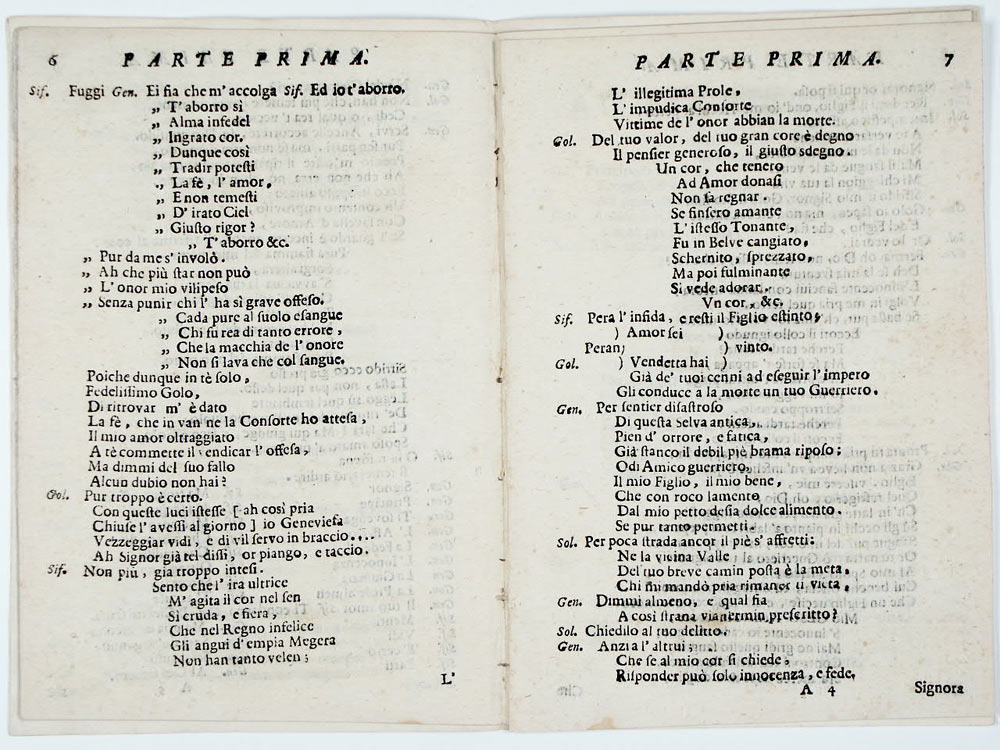 6 PARTE PRIMA.
Sif. Fuggi Gen. Ei fia che m' accolga Sif. Ed io t' aborro.
„ T' aborro sì
„ Alma infedel
„ Ingrato cor.
„ Dunque così
„ Tradir potesti
„ La fè, l' amor,
„ E non temesti
„ D' irato Ciel
„ Giusto rigor?
„ T' aborro &c.
„ Pur da me s' involò.
„ Ah che più star non può
„ L' onor mio vilipeso
„ Senza punir chi l' ha sì grave offeso.
„ Cada pure al suolo esangue
„ Chi fu rea di tanto errore,
„ Che la macchia de l' onore
„ Non si lava che col sangue.
Poiche dunque in tè solo,
Fedelissimo Golo,
Di ritrovar m' è dato
La fè, che in van ne la Consorte ho attesa,
Il mio amor oltraggiato
A tè commette il vendicar l' offesa,
Ma dimmi del suo fallo
Alcun dubio non hai?
Gol. Pur troppo è certo.
Con queste luci istesse [ ah così pria
Chiuse l' avessi al giorno ] io Geneviefa
Vezzeggiar vidi, e di vil servo in braccio....
Ah Signor già tel dissi, or piango, e taccio.
Sif. Non più, gia troppo intesi.
Sento che l' ira ultrice
M' agita il cor nel sen
Sì cruda, e fiera,
Che nel Regno infelice
Gli angui d' empia Megera
Non han tanto velen;
L'
PARTE PRIMA. 7
L' illegitima Prole,
L' impudica Consorte
Vittime de l' onor abbian la morte.
Gol. Del tuo valor, del tuo gran core è degno
Il pensier generoso, il giusto sdegno.
Un cor, che tenero
Ad Amor donasi
Non sa regnar.
Se finsero amante
L' istesso Tonante,
Fu in Belve cangiato,
Schernito, sprezzato,
Ma poi fulminante
Si vede adorar.
Vn cor, &c.
Sif. Pera l' infida, e resti il Figlio estinto,
) Amor sei )
Peran; ) vinto.
Gol. ) Vendetta hai )
Già de' tuoi cenni ad eseguir l' impero
Gli conduce a la morte un tuo Guerriero.
Gen. Per sentier disastroso
Di questa selva antica,
Pien d' orrore, e fatica,
Già stanco il debil piè brama riposo;
Odi Amico guerriero,
Il mio Figlio, il mio bene,
Che con roco lamento
Dal mio petto desia dolce alimento.
Se pur tanto permetti.
Sol. Per poca strada ancor il piè s' affretti:
Ne la vicina Valle
Del tuo breve camin posta è la meta.
Chi fin mandò pria rimaner ti vieta.
Gen. Dimmi almeno, e qual fia
A così strana via termin prescritto?
Sol. Chiedilo al tuo delitto.
Gen. Anzi a l' altrui;
Che se al mio cor si chiede,
Risponder può solo innocenza, e fede.
A 4 Signora